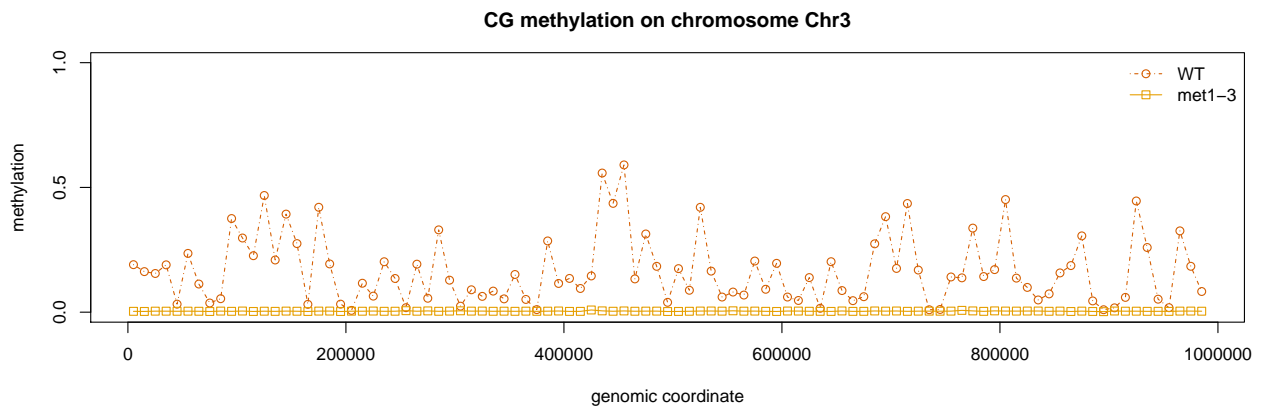 CG methylation on chromosome Chr3
1.0
0.5
0.0
methylation
WT
met1−3
0
200000
400000
600000
800000
1000000
genomic coordinate